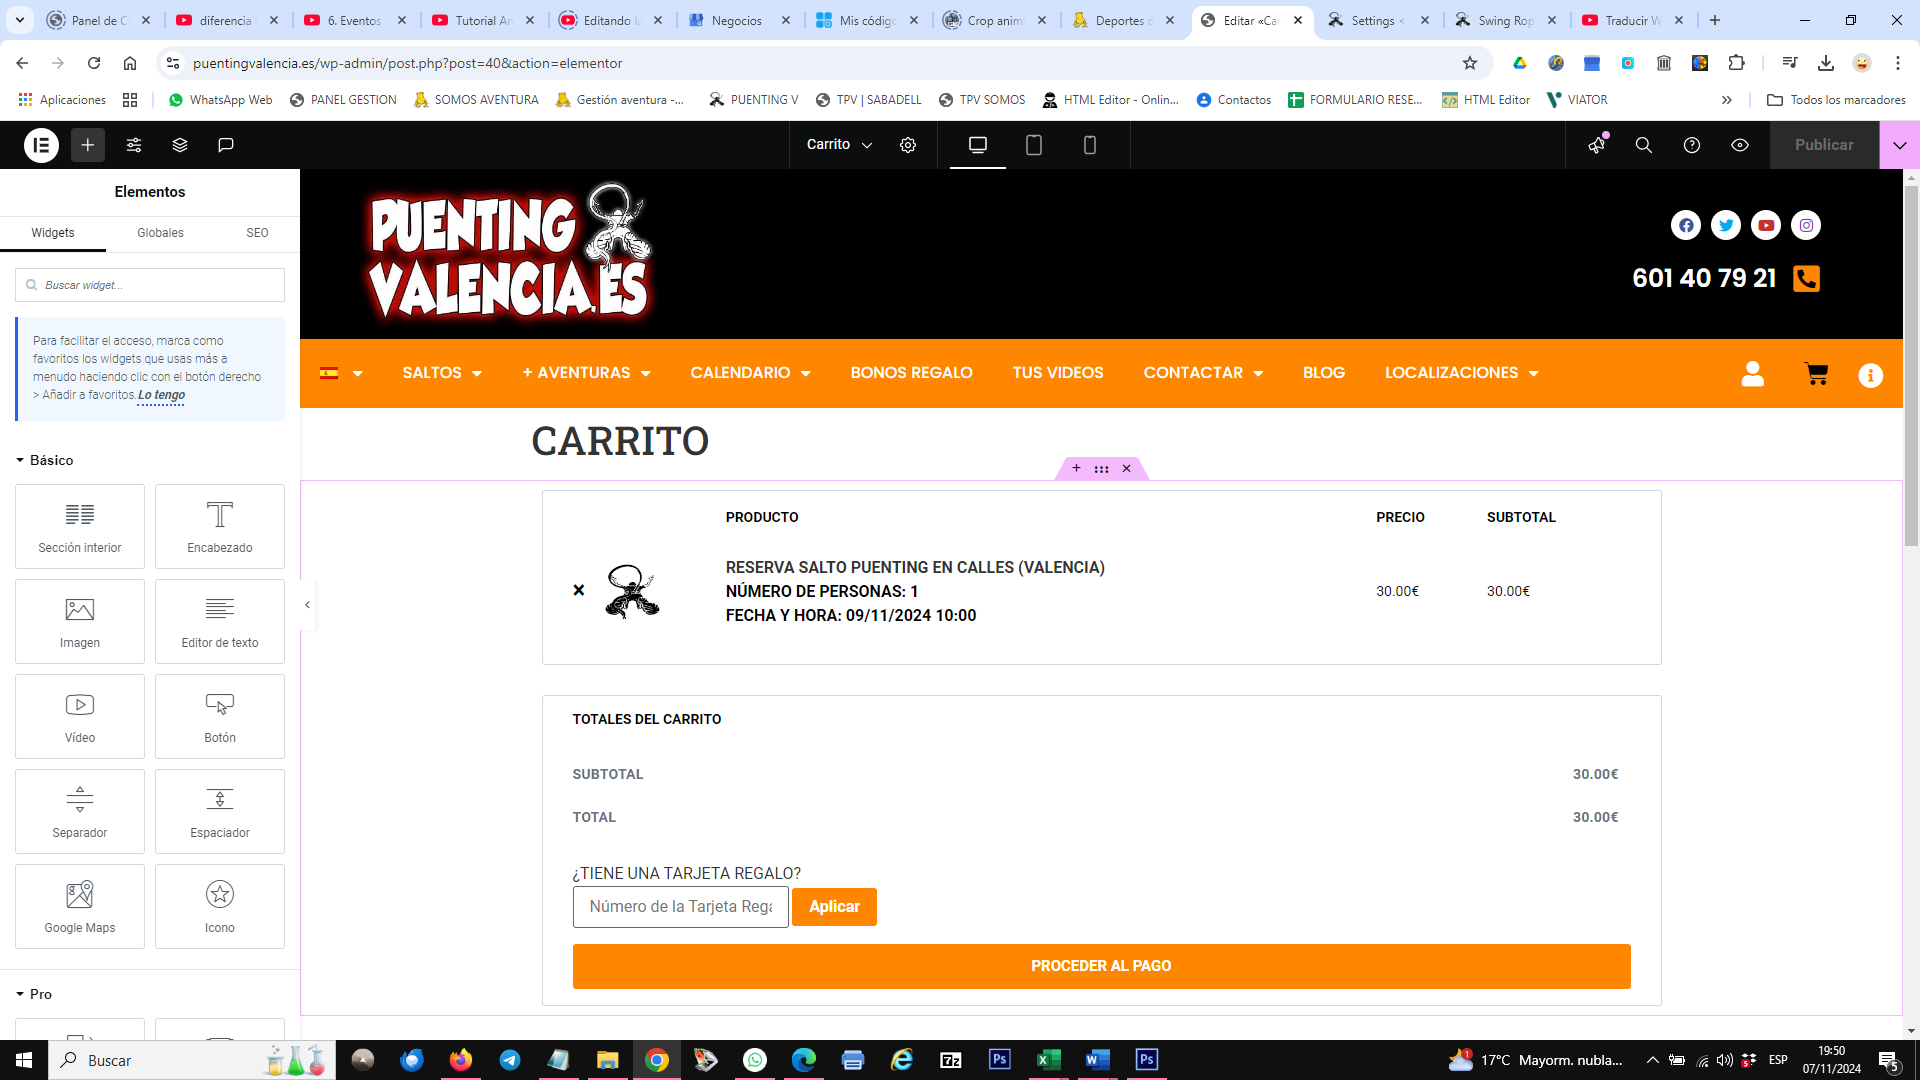 Panel de C
diferencia
6. Eventos
Tutorial An
Editando la
Negocios
Mis código
Crop anim
Deportes d
Editar «Car
Settings <
Swing Rop
Traducir W
puentingvalencia.es/wp-admin/post.php?post=40&action=elementor
Aplicaciones
WhatsApp Web
PANEL GESTION
SOMOS AVENTURA
Gestión aventura -...
PUENTING V
TPV | SABADELL
TPV SOMOS
HTML Editor - Onlin...
Contactos
FORMULARIO RESE...
HTML Editor
VIATOR
Todos los marcadores
Carrito
Publicar
Elementos
Widgets
Globales
SEO
Buscar widget...
Para facilitar el acceso, marca como
favoritos los widgets que usas más a
menudo haciendo clic con el botón derecho
> Añadir a favoritos. Lo tengo
Básico
Sección interior
Encabezado
Imagen
Editor de texto
Vídeo
Botón
Separador
Espaciador
Google Maps
Icono
Pro
PUENTING
VALENCIA.ES
601 40 79 21
SALTOS
+ AVENTURAS
CALENDARIO
BONOS REGALO
TUS VIDEOS
CONTACTAR
BLOG
LOCALIZACIONES
CARRITO
PRODUCTO
PRECIO
SUBTOTAL
RESERVA SALTO PUENTING EN CALLES (VALENCIA)
NÚMERO DE PERSONAS: 1
FECHA Y HORA: 09/11/2024 10:00
30.00€
30.00€
TOTALES DEL CARRITO
SUBTOTAL
30.00€
TOTAL
30.00€
¿TIENE UNA TARJETA REGALO?
Número de la Tarjeta Rega
Aplicar
PROCEDER AL PAGO
Buscar
17°C Mayorm. nubla...
ESP
19:50
07/11/2024
5